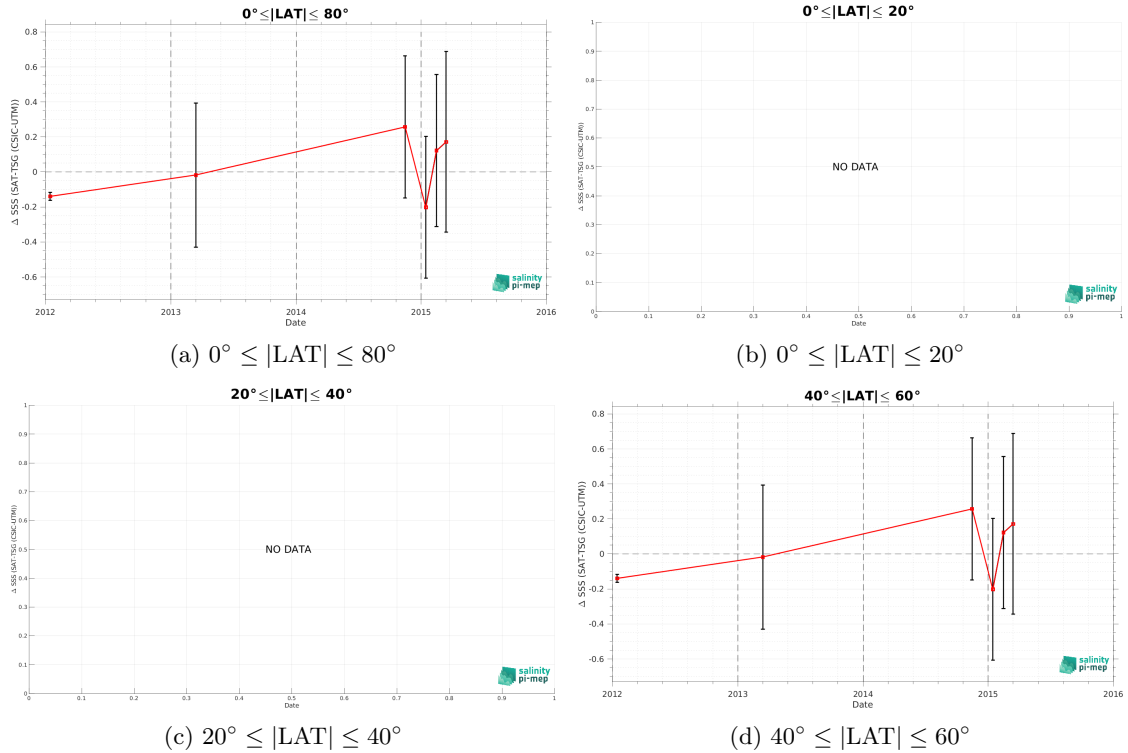 0°≤|LAT|≤ 80°
0.8
0.6
0.4
0.2
0
-0.2
-0.4
-0.6
Δ SSS (SAT-TSG (CSIC-UTM))
2012
2013
2014
2015
2016
Date
salinity
pi-mep
(a) 0° ≤ |LAT| ≤ 80°
0°≤|LAT|≤ 20°
1
0.9
0.8
0.7
0.6
0.5
0.4
0.3
0.2
0.1
0
Δ SSS (SAT-TSG (CSIC-UTM))
NO DATA
0
0.1
0.2
0.3
0.4
0.5
0.6
0.7
0.8
0.9
1
Date
salinity
pi-mep
(b) 0° ≤ |LAT| ≤ 20°
20°≤|LAT|≤ 40°
1
0.9
0.8
0.7
0.6
0.5
0.4
0.3
0.2
0.1
0
Δ SSS (SAT-TSG (CSIC-UTM))
NO DATA
0
0.1
0.2
0.3
0.4
0.5
0.6
0.7
0.8
0.9
1
Date
salinity
pi-mep
(c) 20° ≤ |LAT| ≤ 40°
40°≤|LAT|≤ 60°
0.8
0.6
0.4
0.2
0
-0.2
-0.4
-0.6
Δ SSS (SAT-TSG (CSIC-UTM))
2012
2013
2014
2015
2016
Date
salinity
pi-mep
(d) 40° ≤ |LAT| ≤ 60°